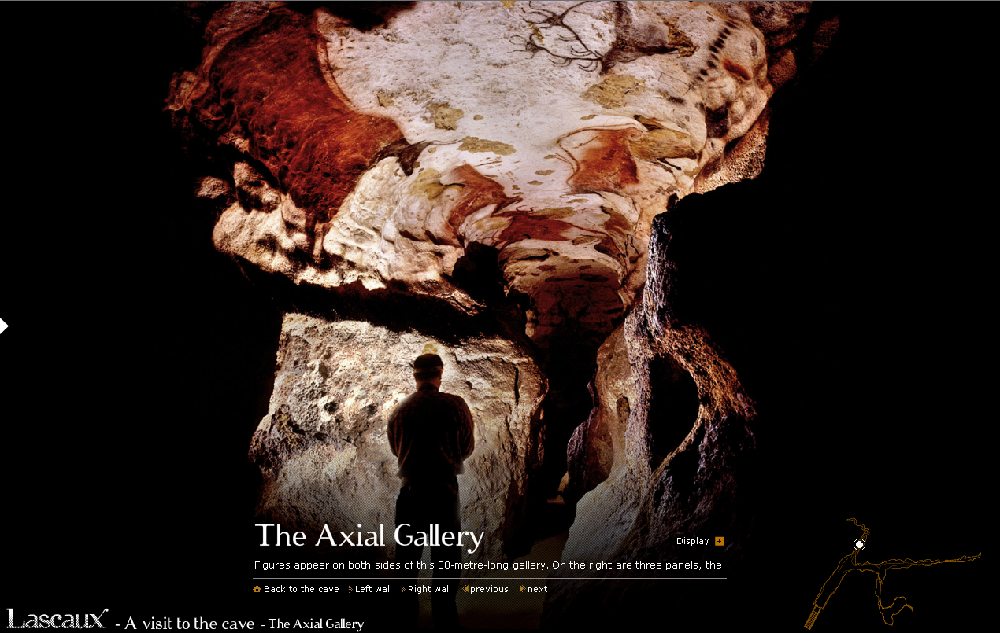 The Axial Gallery
Display
Figures appear on both sides of this 30-metre-long gallery. On the right are three panels, the
Back to the cave Left wall Right wall previous next
Lascaux - A visit to the cave - The Axial Gallery